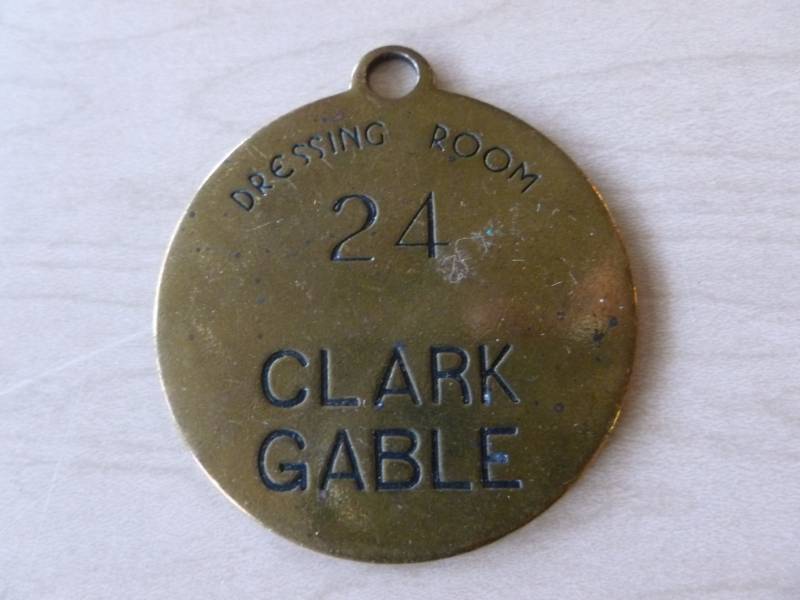 DRESSING ROOM
24
CLARK
GABLE